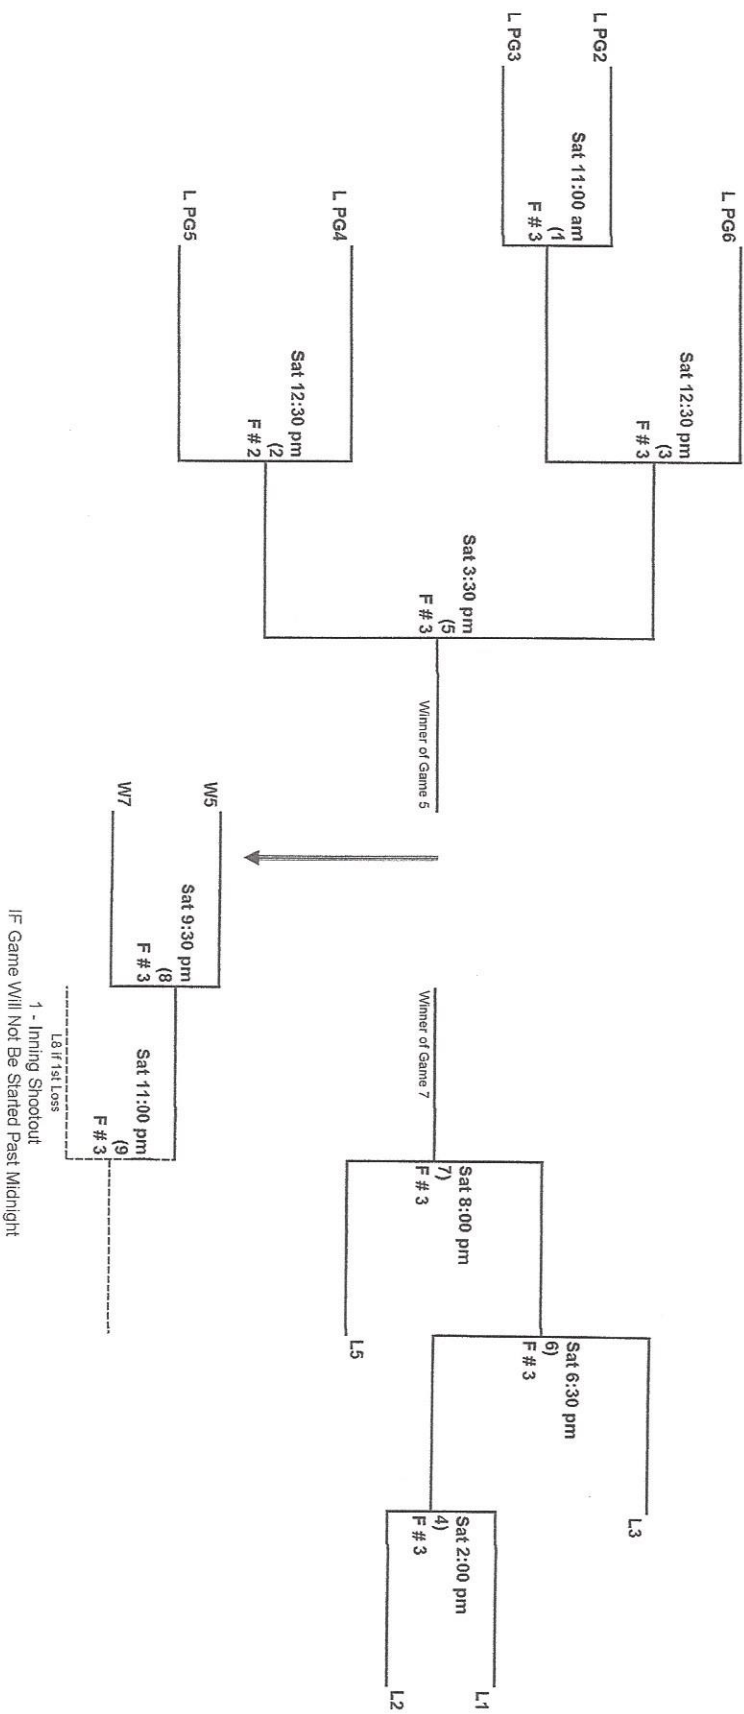 L PG6
Sat 12:30 pm
(3
F # 3
L PG2
Sat 11:00 am
(1
F # 3
L PG3
Sat 3:30 pm
(5
F # 3
Winner of Game 5
L PG4
Sat 12:30 pm
(2
F # 2
L PG5
L3
Sat 6:30 pm
6)
F # 3
L1
Sat 2:00 pm
4)
F # 3
L2
Winner of Game 7
Sat 8:00 pm
7)
F # 3
L5
W5
Sat 9:30 pm
(8
F # 3
W7
Sat 11:00 pm
(9
F # 3
L8 if 1st Loss
1 - Inning Shootout
IF Game Will Not Be Started Past Midnight